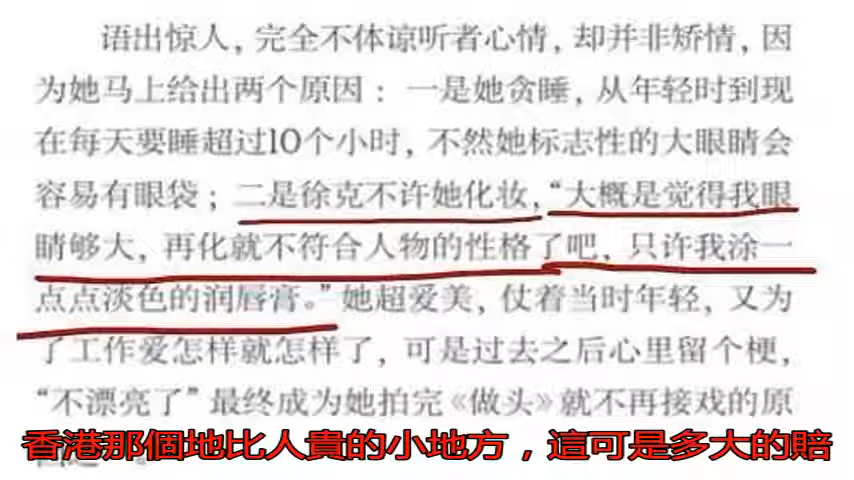 语出惊人，完全不体谅听者心情，却并非矫情，因
为她马上给出两个原因：一是她贪睡，从年轻时到现
在每天要睡超过10个小时，不然她标志性的大眼睛会
容易有眼袋；二是徐克不许她化妆，“大概是觉得我眼
睛够大，再化就不符合人物的性格了吧，只许我涂一
点点淡色的润唇膏。”她超爱美，仗着当时年轻，又为
了工作爱怎样就怎样了，可是过去之后心里留个梗，
“不漂亮了”最终成为她拍完《做头》就不再接戏的原
香港那個地比人貴的小地方，這可是多大的賠